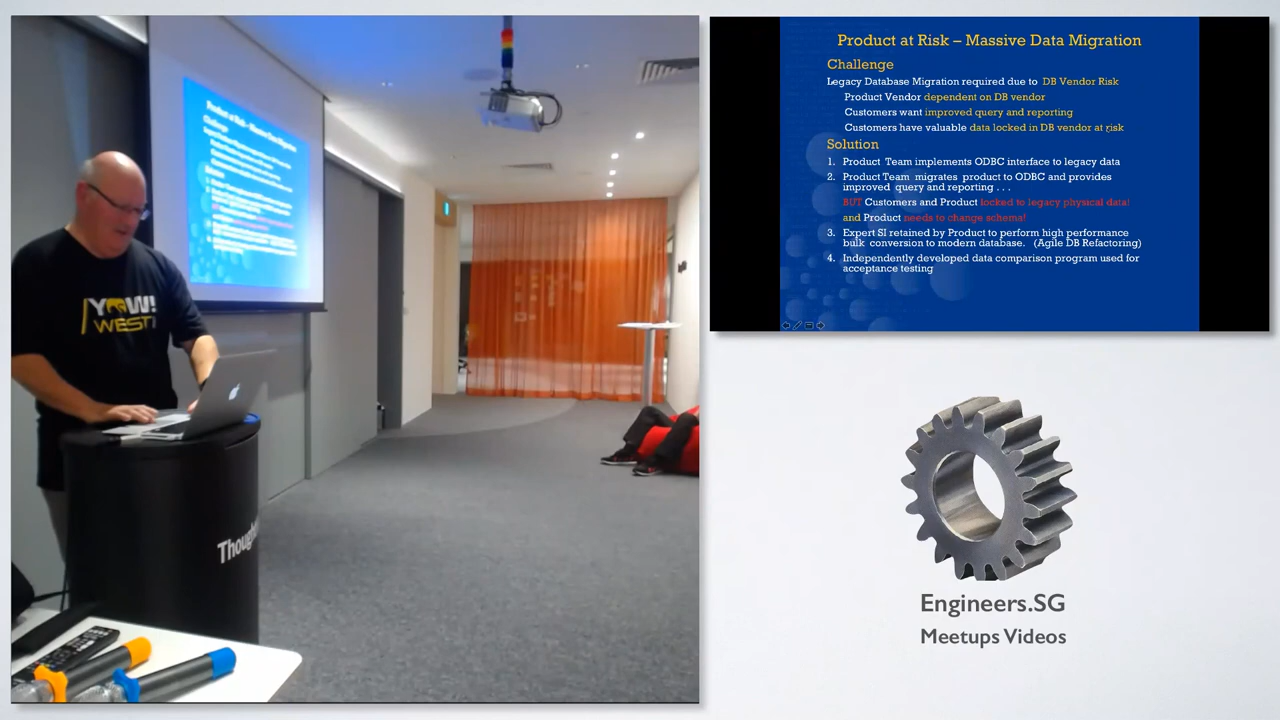 YOW!
WEST
Though
Product at Risk – Massive Data Migration
Challenge
Legacy Database Migration required due to DB Vendor Risk
Product Vendor dependent on DB vendor
Customers want improved query and reporting
Customers have valuable data locked in DB vendor at risk
Solution
1. Product Team implements ODBC interface to legacy data
2. Product Team migrates product to ODBC and provides
improved query and reporting . . .
BUT Customers and Product locked to legacy physical data!
and Product needs to change schema!
3. Expert SI retained by Product to perform high performance
bulk conversion to modern database. (Agile DB Refactoring)
4. Independently developed data comparison program used for
acceptance testing
Engineers.SG
Meetups Videos